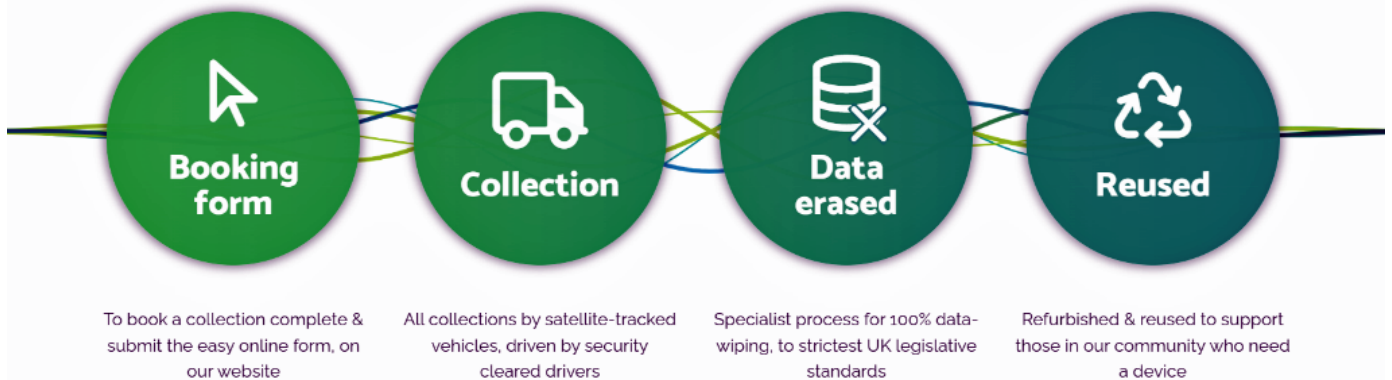 Booking
form
Collection
Data
erased
Reused
To book a collection complete &
submit the easy online form, on
our website
All collections by satellite-tracked
vehicles, driven by security
cleared drivers
Specialist process for 100% data-
wiping, to strictest UK legislative
standards
Refurbished & reused to support
those in our community who need
a device